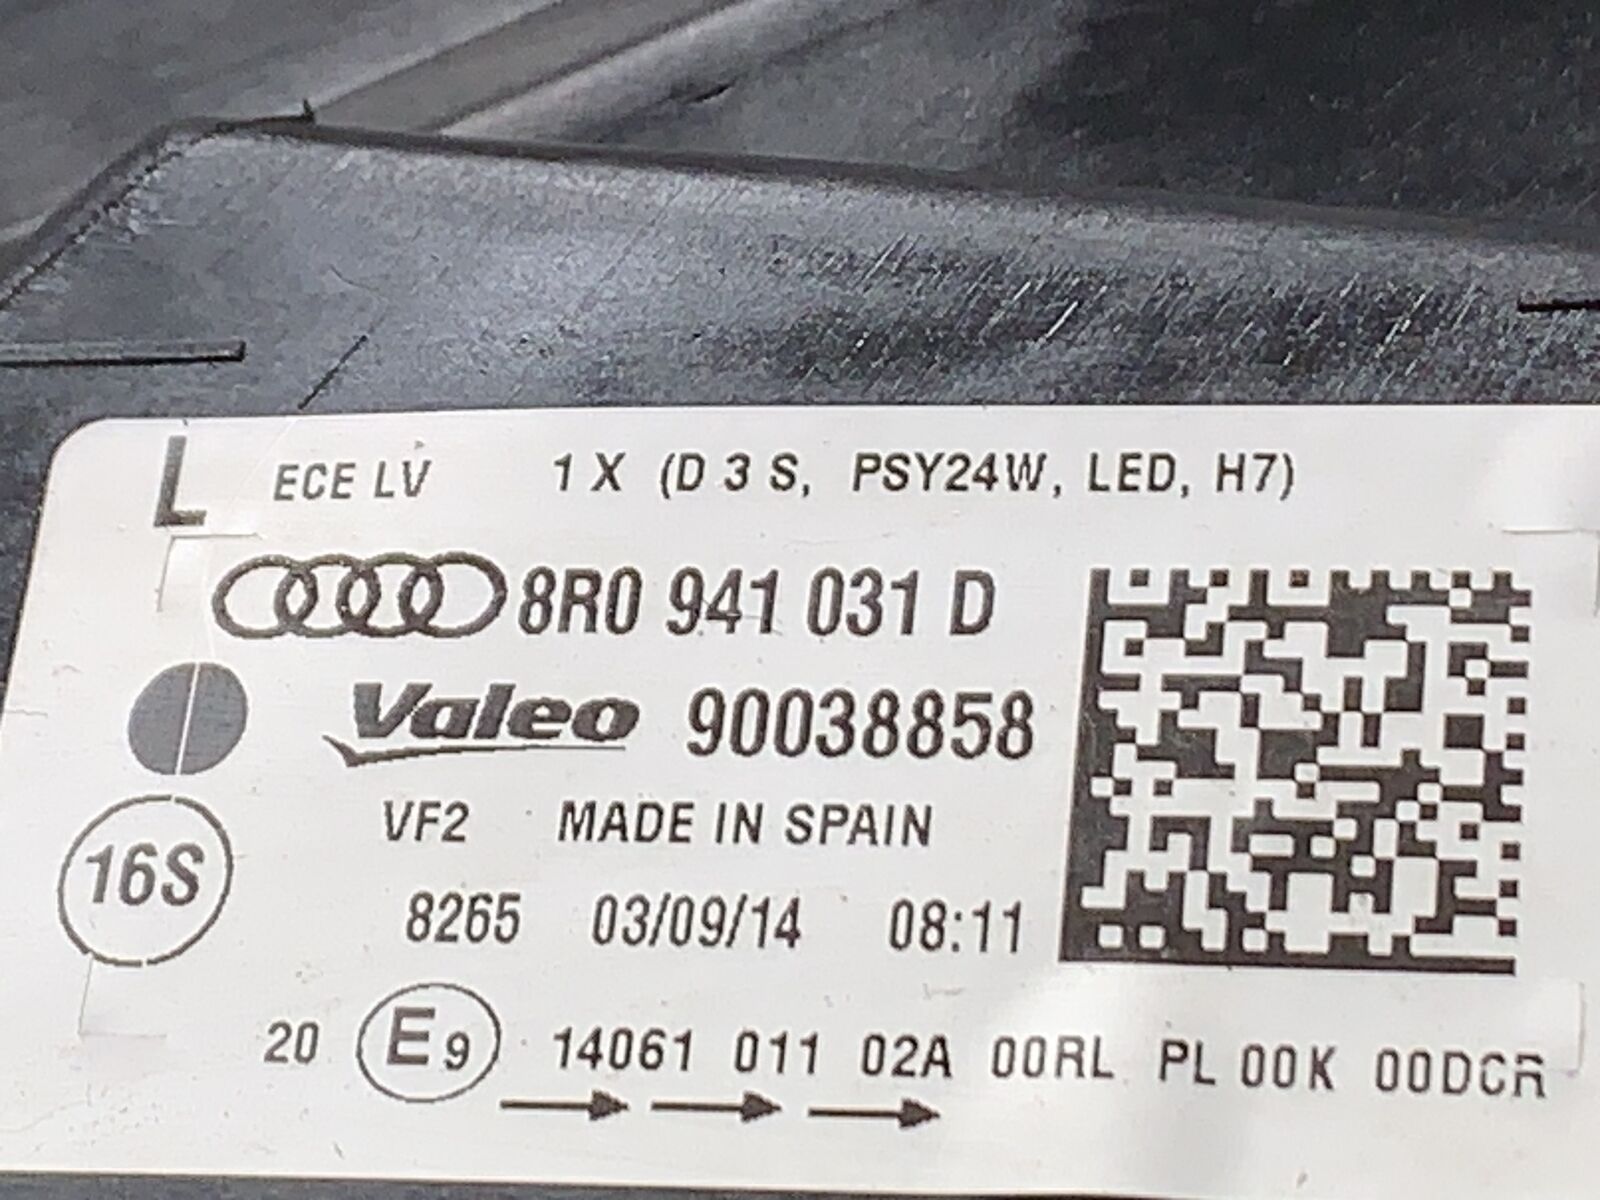 L ECE LV 1 X (D 3 S, PSY24W, LED, H7)
8R0 941 031 D
Valeo 90038858
VF2 MADE IN SPAIN
16S
8265 03/09/14 08:11
20 E9 14061 011 02A 00RL PL 00K 00DCR